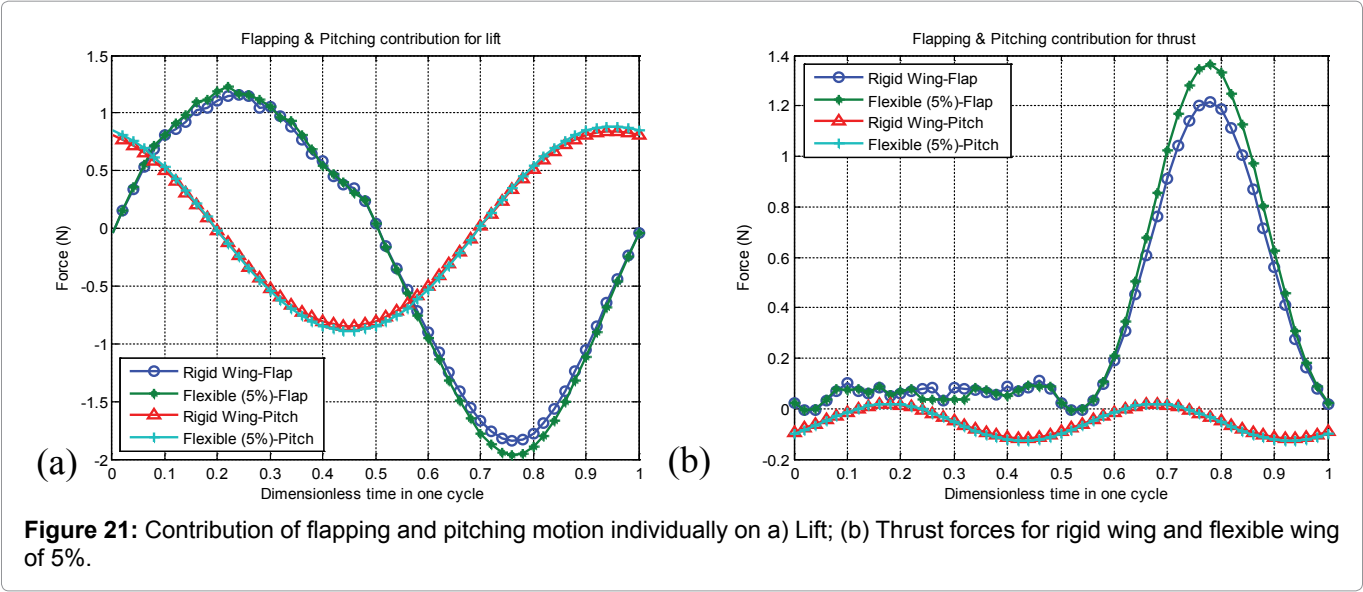 Flapping & Pitching contribution for lift
1.5
1
0.5
0
-0.5
-1
-1.5
-2
Force (N)
Rigid Wing-Flap
Flexible (5%)-Flap
Rigid Wing-Pitch
Flexible (5%)-Pitch
0 0.1 0.2 0.3 0.4 0.5 0.6 0.7 0.8 0.9 1
Dimensionless time in one cycle
(a)
Flapping & Pitching contribution for thrust
1.4
1.2
1
0.8
0.6
0.4
0.2
0
-0.2
Force (N)
Rigid Wing-Flap
Flexible (5%)-Flap
Rigid Wing-Pitch
Flexible (5%)-Pitch
0 0.1 0.2 0.3 0.4 0.5 0.6 0.7 0.8 0.9 1
Dimensionless time in one cycle
(b)
Figure 21: Contribution of flapping and pitching motion individually on a) Lift; (b) Thrust forces for rigid wing and flexible wing
of 5%.